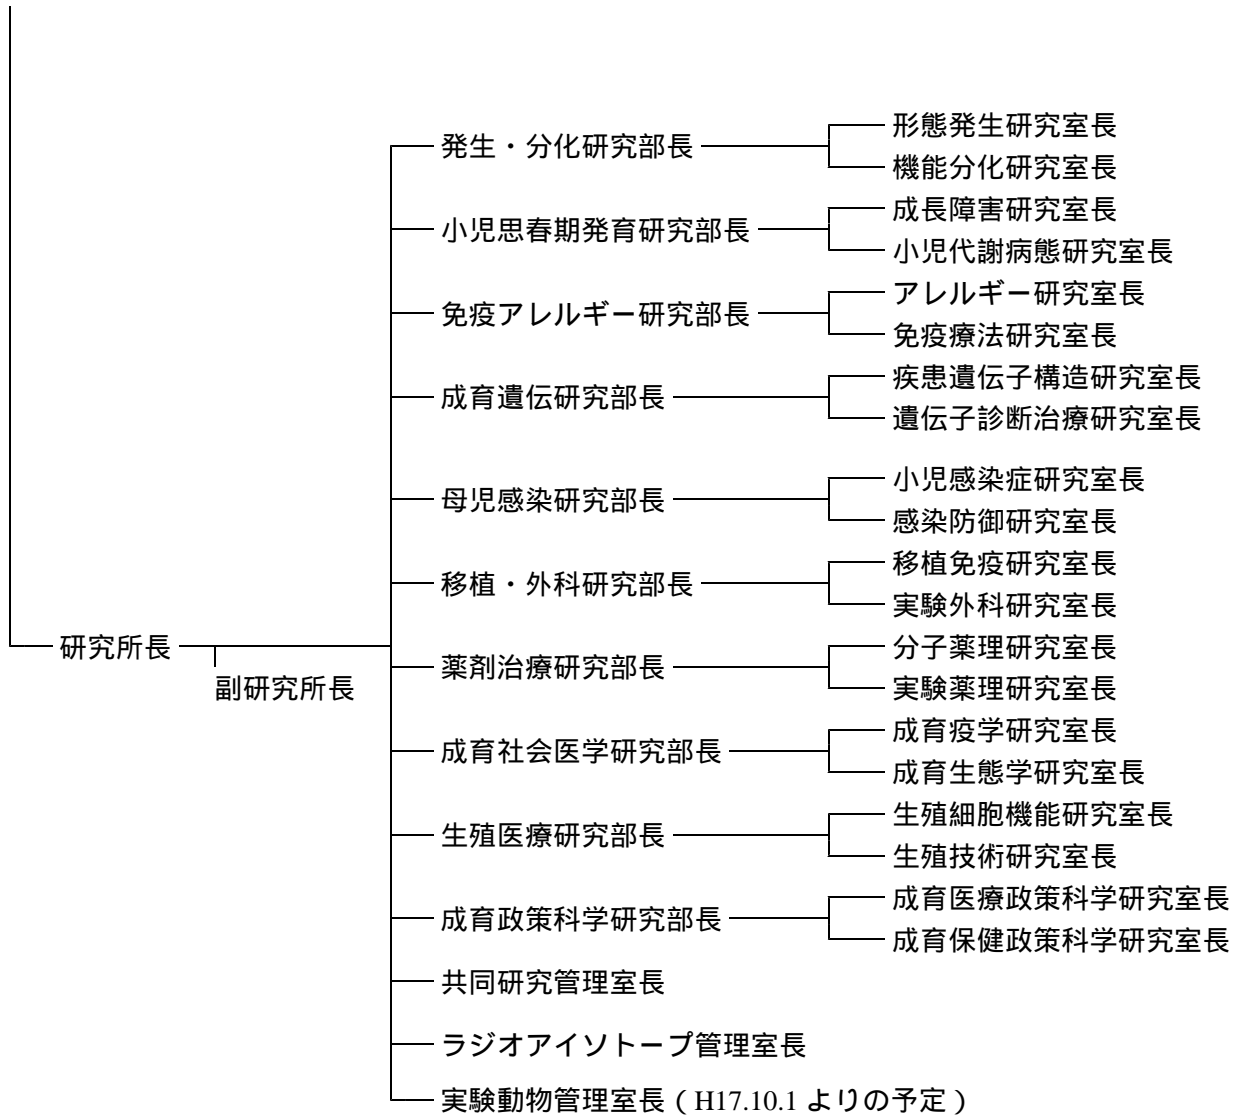 形態発生研究室長
発生・分化研究部長
機能分化研究室長
成長障害研究室長
小児思春期発育研究部長
小児代謝病態研究室長
アレルギー研究室長
免疫アレルギー研究部長
免疫療法研究室長
疾患遺伝子構造研究室長
成育遺伝研究部長
遺伝子診断治療研究室長
小児感染症研究室長
母児感染研究部長
感染防御研究室長
移植免疫研究室長
移植・外科研究部長
実験外科研究室長
研究所長
分子薬理研究室長
薬剤治療研究部長
副研究所長
実験薬理研究室長
成育疫学研究室長
成育社会医学研究部長
成育生態学研究室長
生殖細胞機能研究室長
生殖医療研究部長
生殖技術研究室長
成育医療政策科学研究室長
成育政策科学研究部長
成育保健政策科学研究室長
共同研究管理室長
ラジオアイソトープ管理室長
実験動物管理室長（H17.10.1 よりの予定）